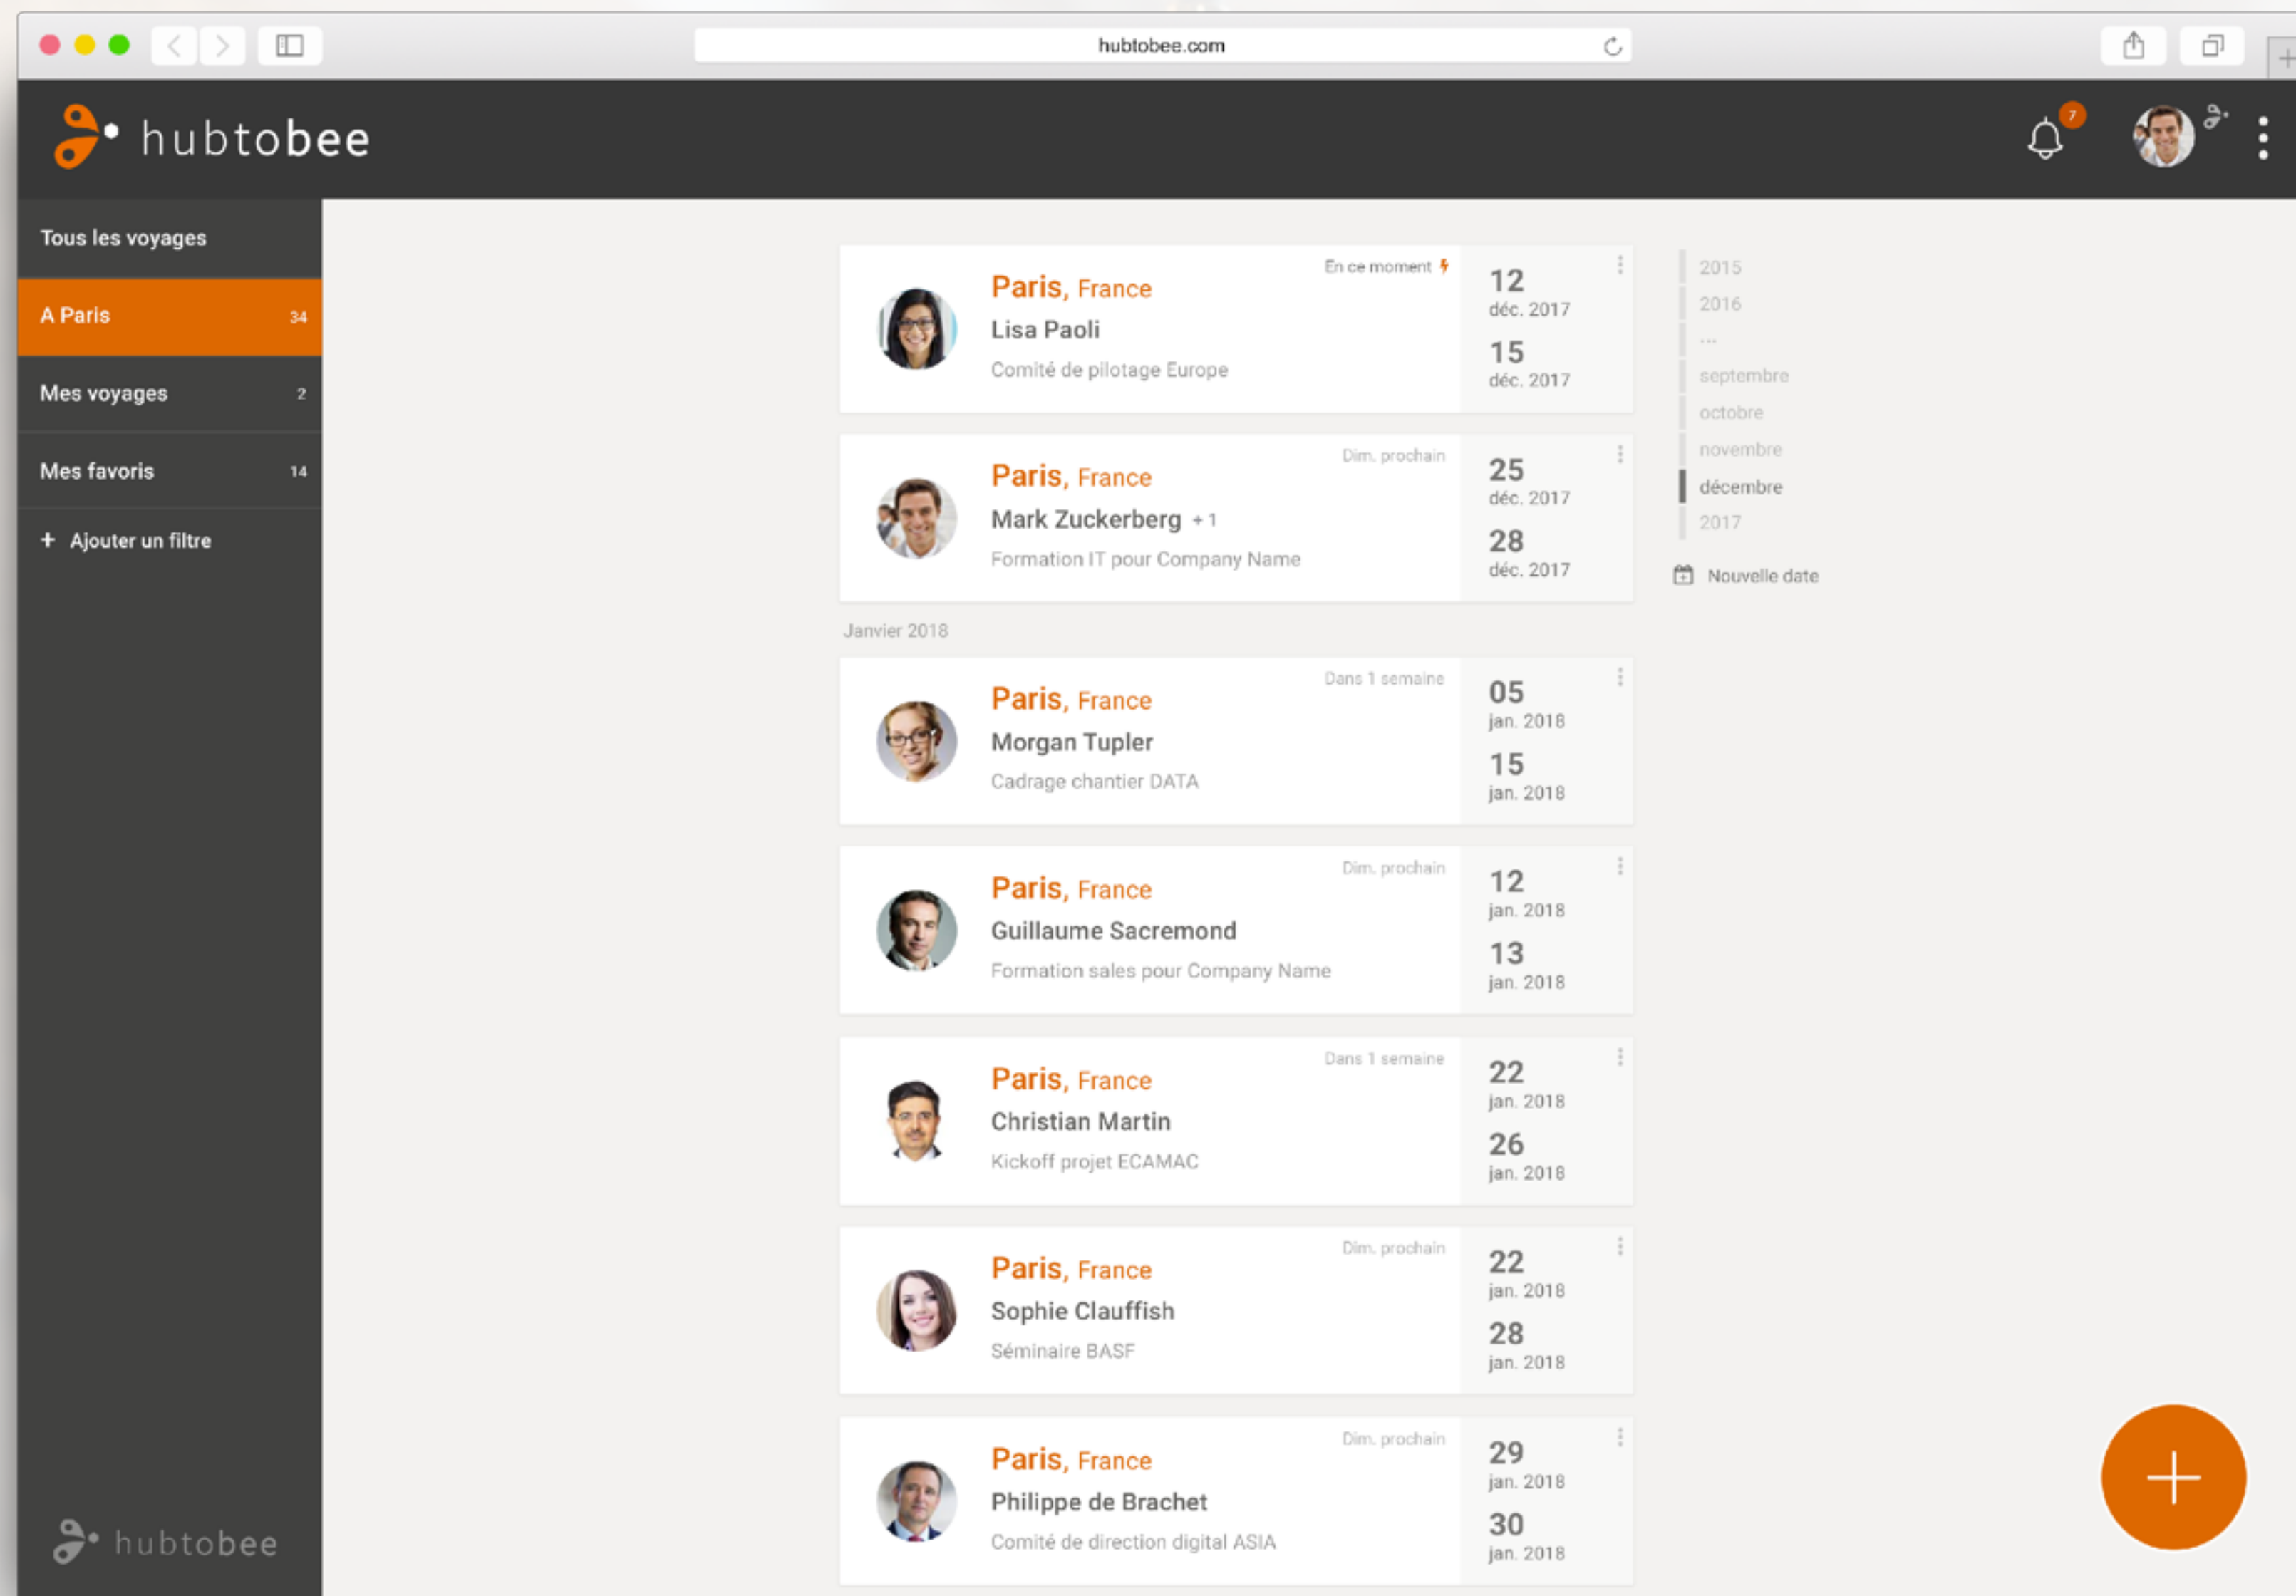 hubtobee.com
hubtobee
7
Tous les voyages
A Paris 34
Mes voyages 2
Mes favoris 14
+ Ajouter un filtre
hubtobee
Paris, France
En ce moment
Lisa Paoli
Comité de pilotage Europe
12
déc. 2017
15
déc. 2017
Paris, France
Dim. prochain
Mark Zuckerberg + 1
Formation IT pour Company Name
25
déc. 2017
28
déc. 2017
Janvier 2018
Paris, France
Dans 1 semaine
Morgan Tupler
Cadrage chantier DATA
05
jan. 2018
15
jan. 2018
Paris, France
Dim. prochain
Guillaume Sacremond
Formation sales pour Company Name
12
jan. 2018
13
jan. 2018
Paris, France
Dans 1 semaine
Christian Martin
Kickoff projet ECAMAC
22
jan. 2018
26
jan. 2018
Paris, France
Dim. prochain
Sophie Clauffish
Séminaire BASF
22
jan. 2018
28
jan. 2018
Paris, France
Dim. prochain
Philippe de Brachet
Comité de direction digital ASIA
29
jan. 2018
30
jan. 2018
2015
2016
...
septembre
octobre
novembre
décembre
2017
Nouvelle date